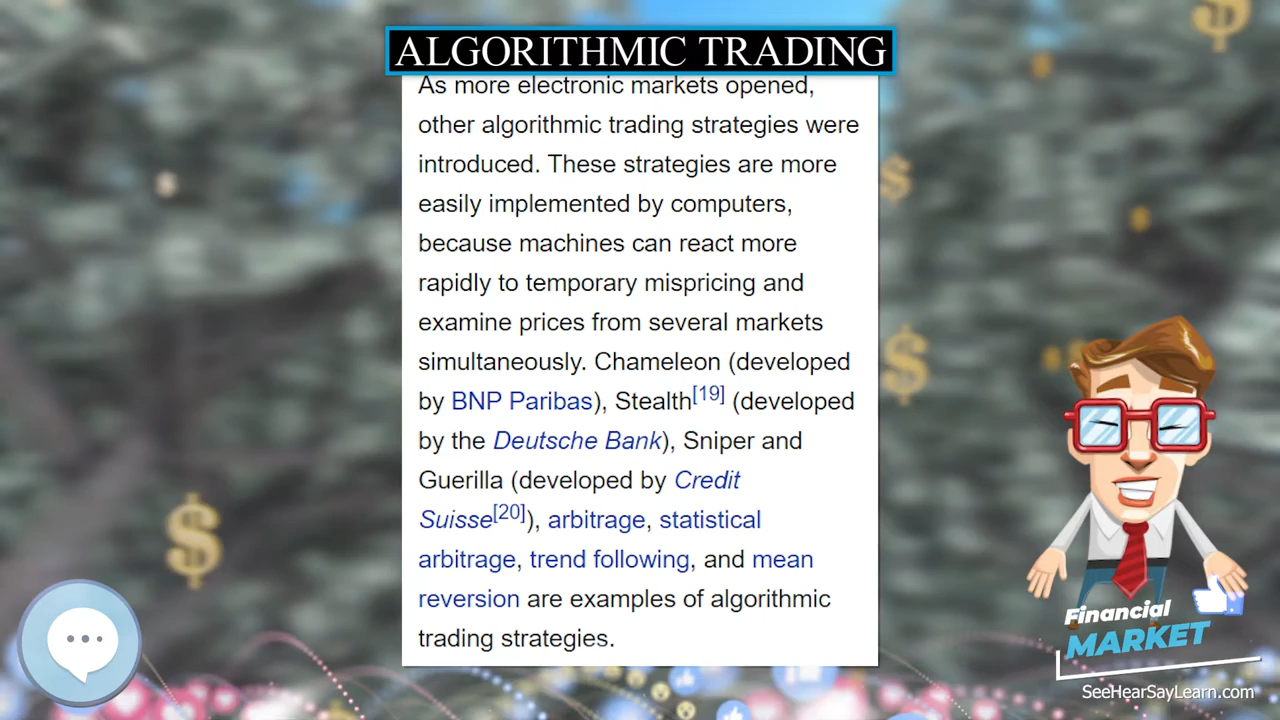 ALGORITHMIC TRADING
As more electronic markets opened,
other algorithmic trading strategies were
introduced. These strategies are more
easily implemented by computers,
because machines can react more
rapidly to temporary mispricing and
examine prices from several markets
simultaneously. Chameleon (developed
by BNP Paribas), Stealth[19] (developed
by the Deutsche Bank), Sniper and
Guerilla (developed by Credit
Suisse[20]), arbitrage, statistical
arbitrage, trend following, and mean
reversion are examples of algorithmic
trading strategies.
Financial
MARKET
SeeHearSayLearn.com